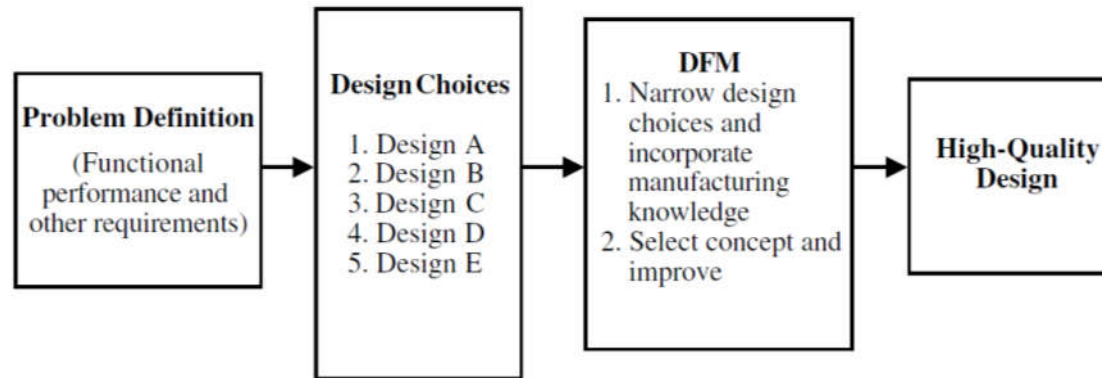 Problem Definition
(Functional
performance and
other requirements)
Design Choices
1. Design A
2. Design B
3. Design C
4. Design D
5. Design E
DFM
1. Narrow design
choices and
incorporate
manufacturing
knowledge
2. Select concept and
improve
High-Quality
Design